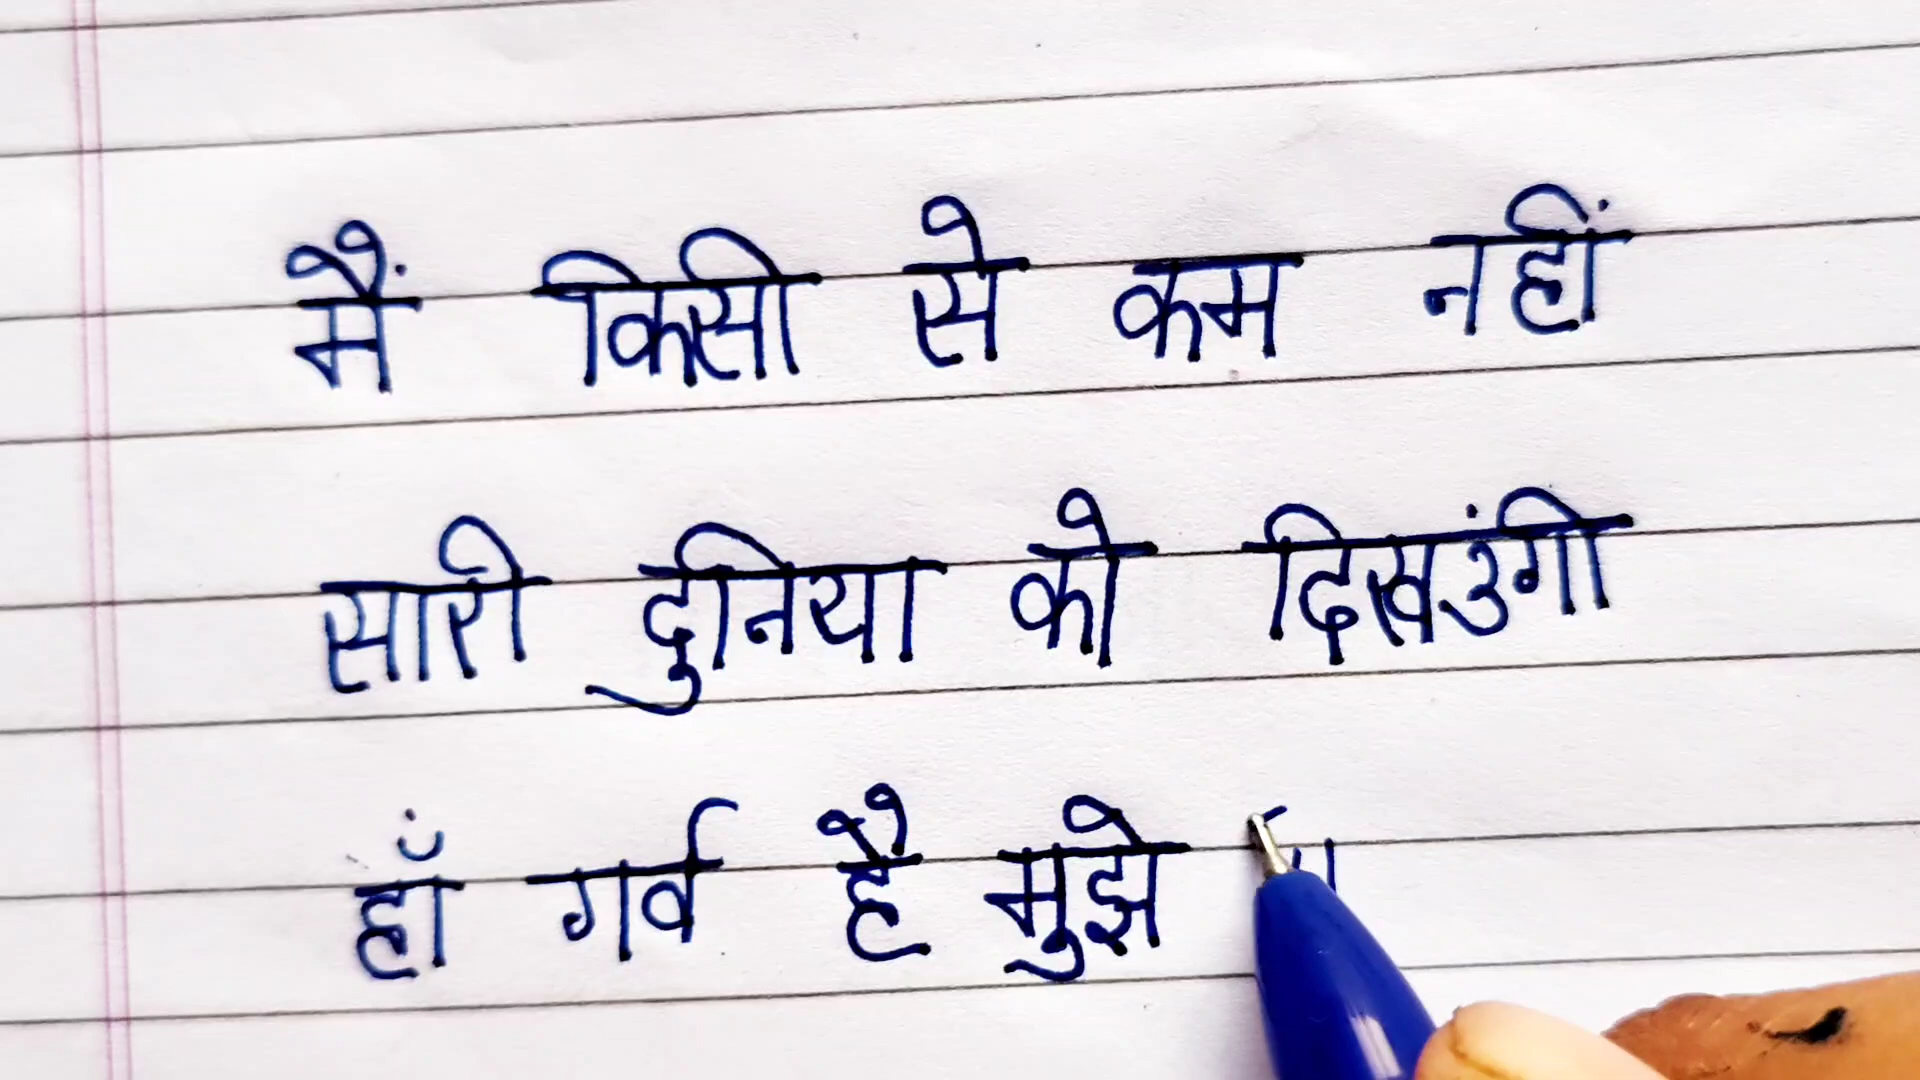 मैं किसी से कम नहीं
सारी दुनिया को दिखउंगी
हाँ गर्व है मुझे